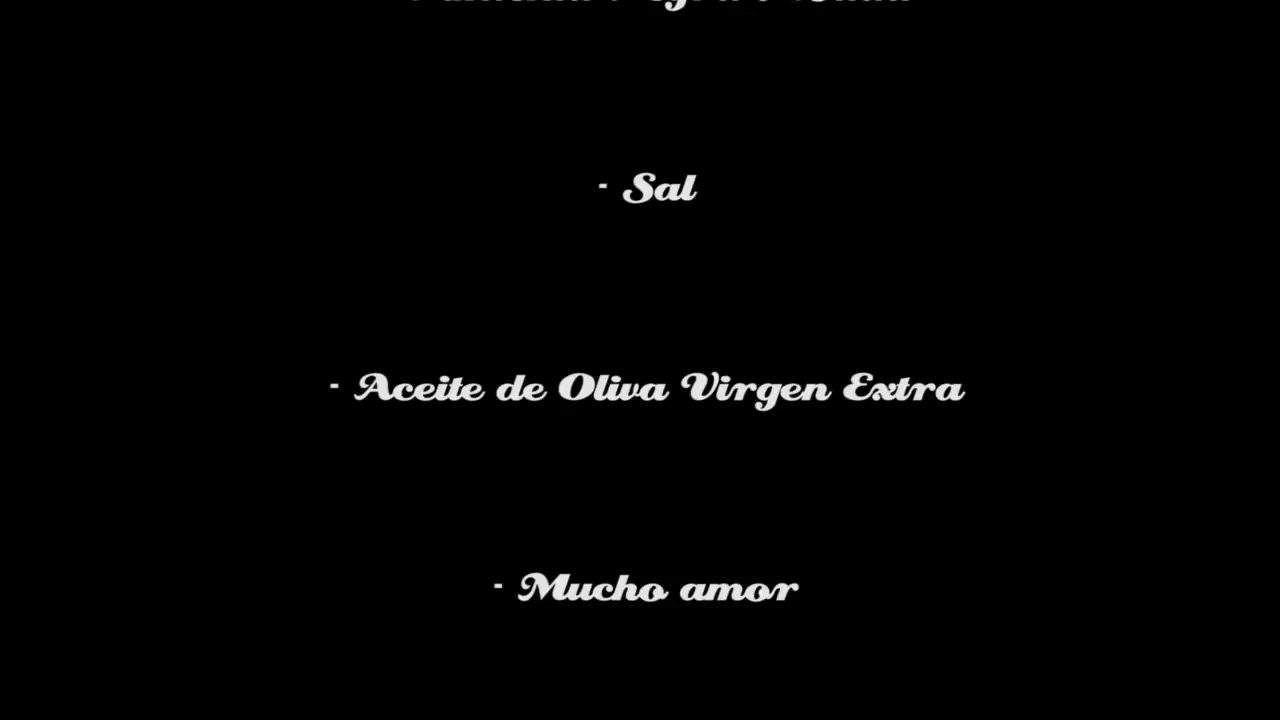 - Sal
- Aceite de Oliva Virgen Extra
- Mucho amor